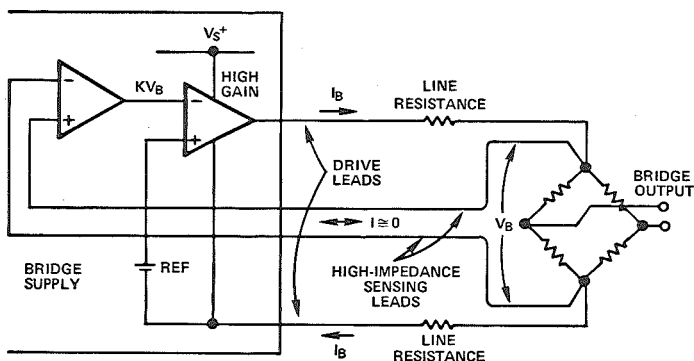 VS+
HIGH
GAIN
KVB
−
+
−
+
IB
LINE
RESISTANCE
DRIVE
LEADS
BRIDGE
OUTPUT
I ≅ 0
VB
BRIDGE
SUPPLY
REF
HIGH-IMPEDANCE
SENSING
LEADS
IB
LINE
RESISTANCE